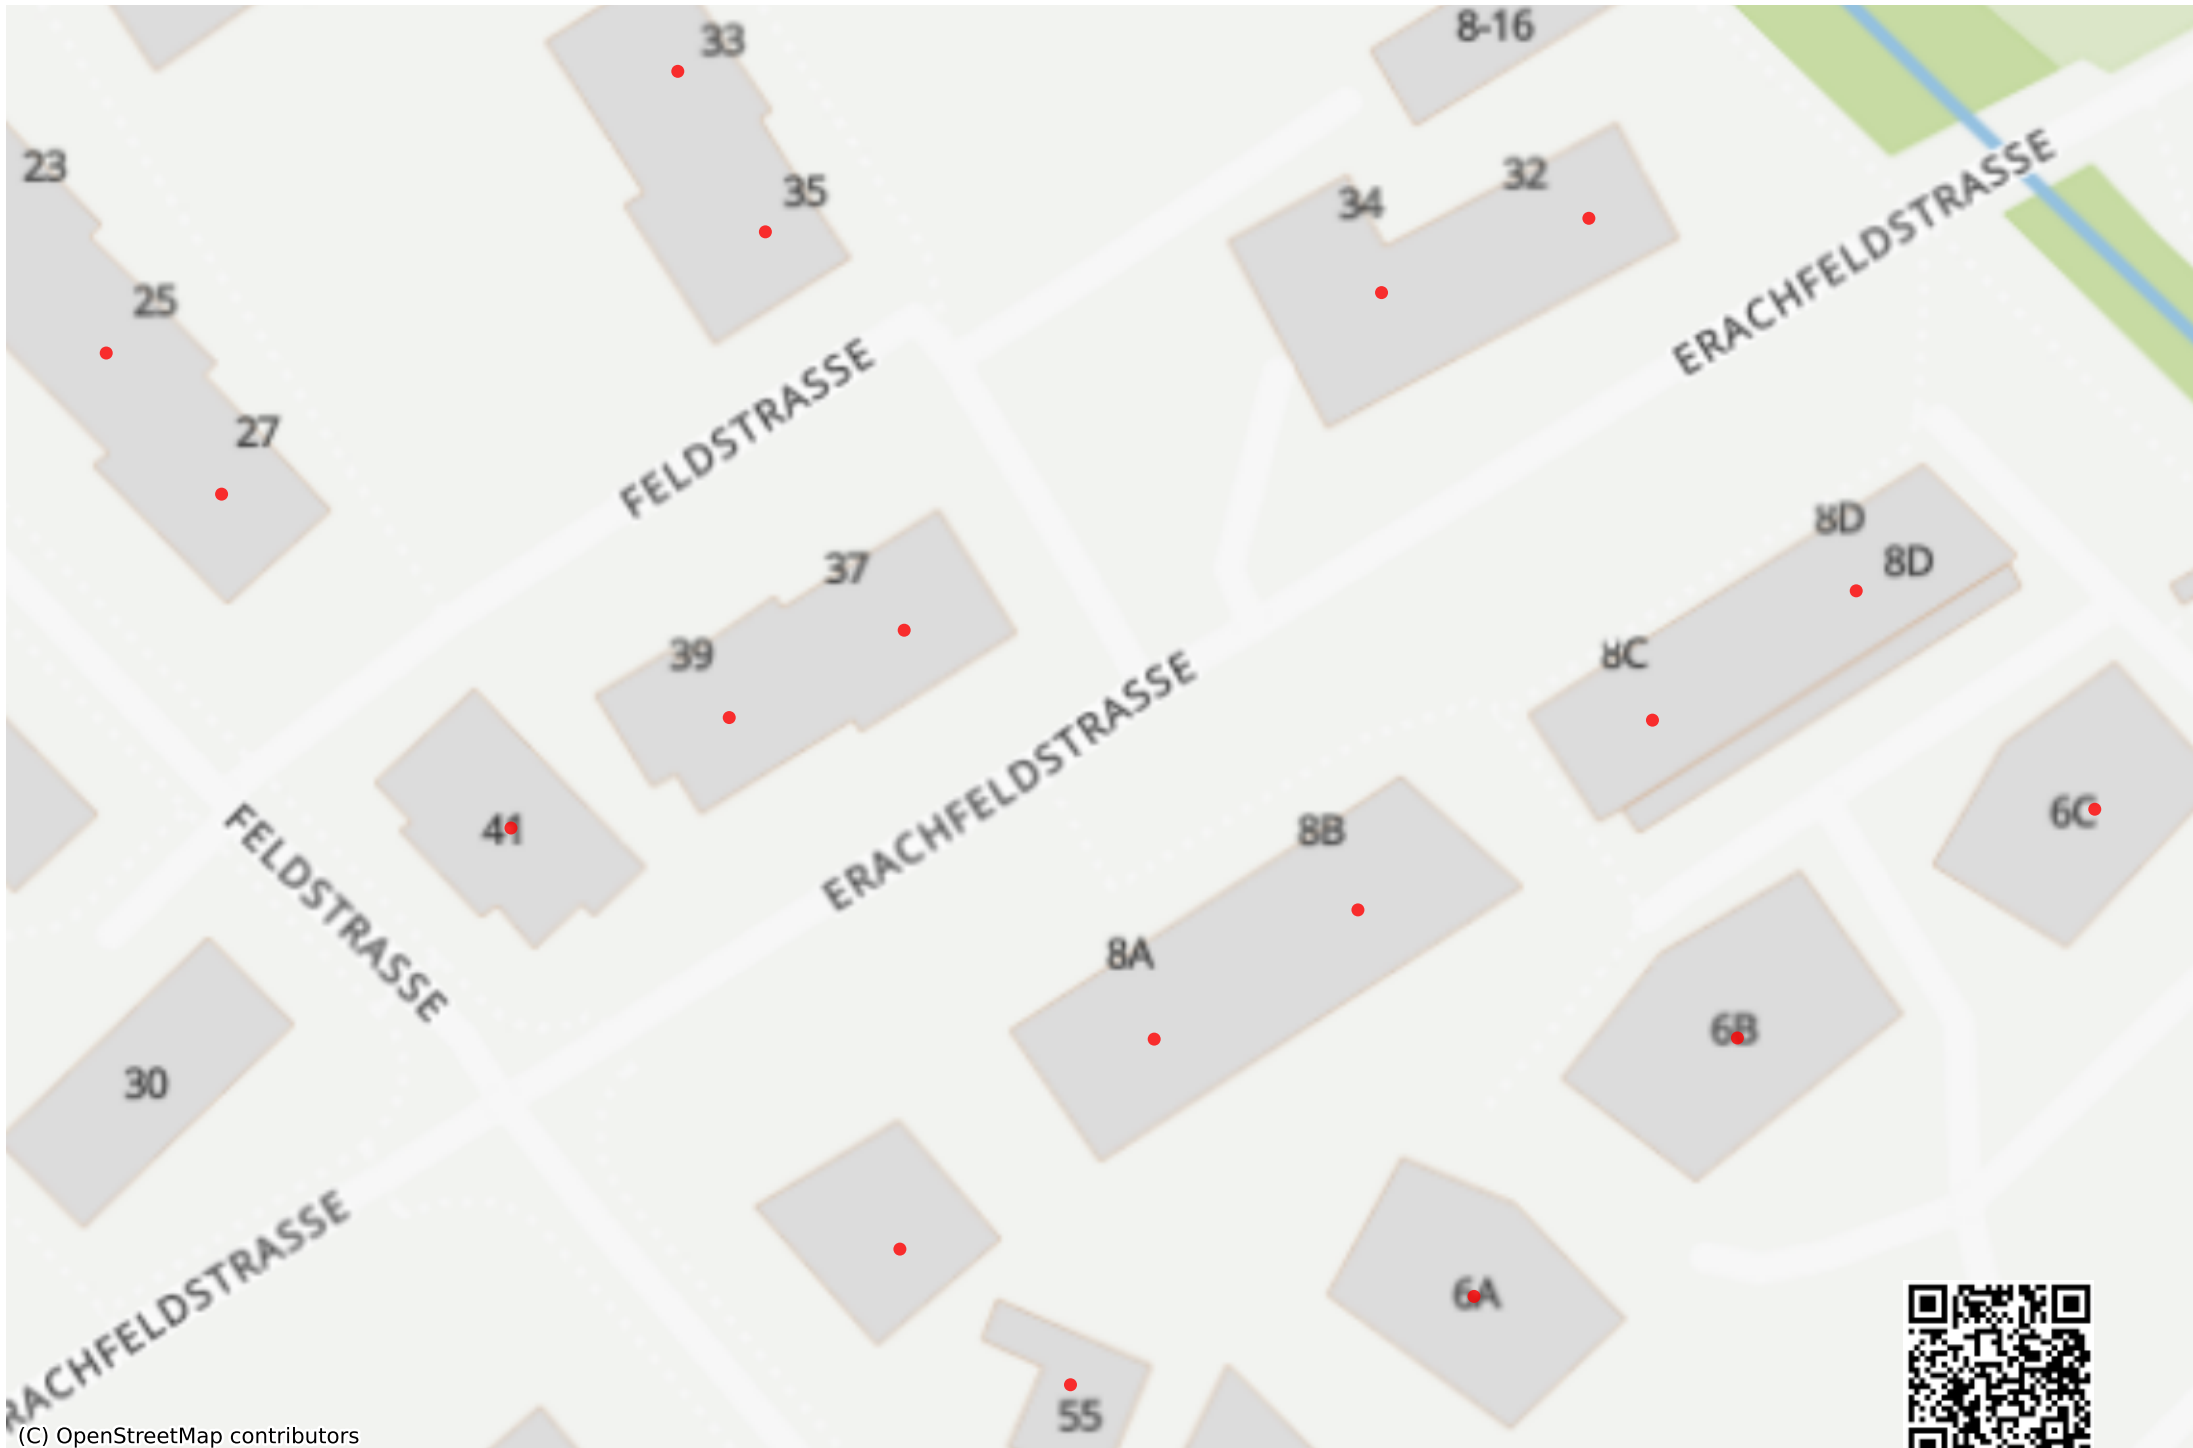 33
8-16
23
35
34
32
ERACHFELDSTRASSE
25
FELDSTRASSE
27
8D
8D
37
39
8C
ERACHFELDSTRASSE
6C
41
8B
FELDSTRASSE
8A
6B
30
ERACHFELDSTRASSE
6A
55
(C) OpenStreetMap contributors